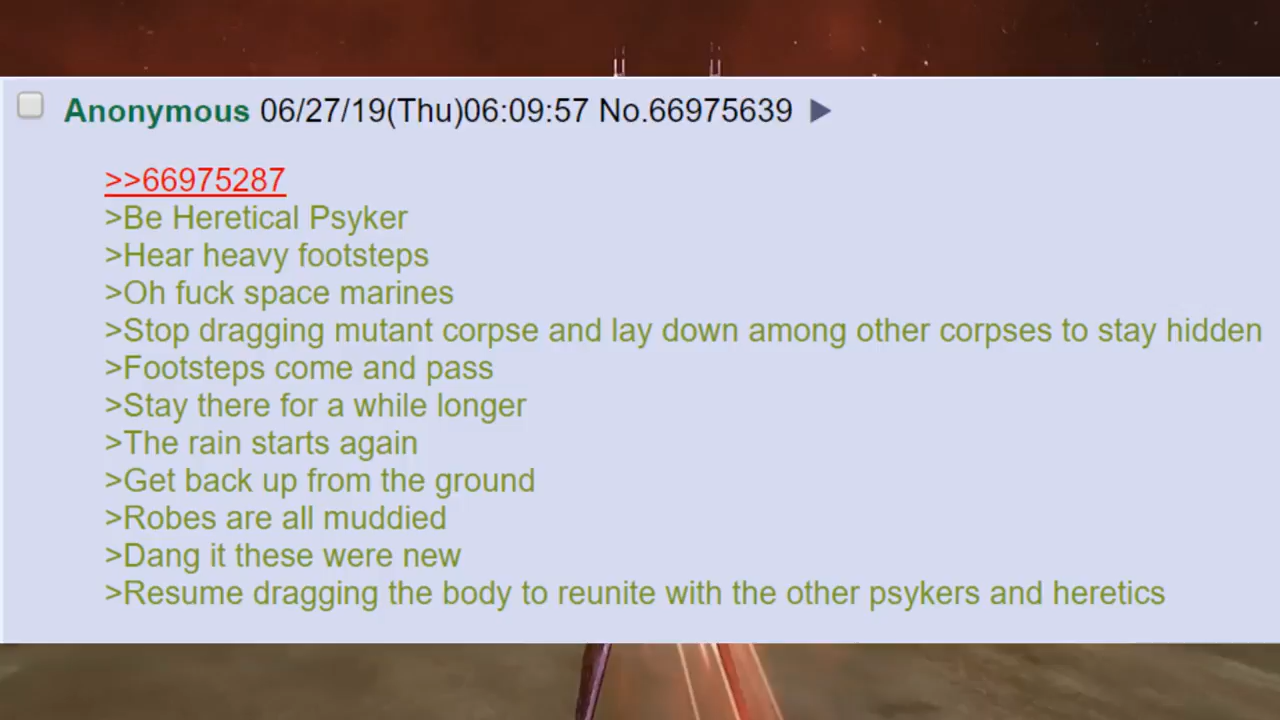 Anonymous 06/27/19(Thu)06:09:57 No.66975639 ▶
>>66975287
>Be Heretical Psyker
>Hear heavy footsteps
>Oh fuck space marines
>Stop dragging mutant corpse and lay down among other corpses to stay hidden
>Footsteps come and pass
>Stay there for a while longer
>The rain starts again
>Get back up from the ground
>Robes are all muddied
>Dang it these were new
>Resume dragging the body to reunite with the other psykers and heretics